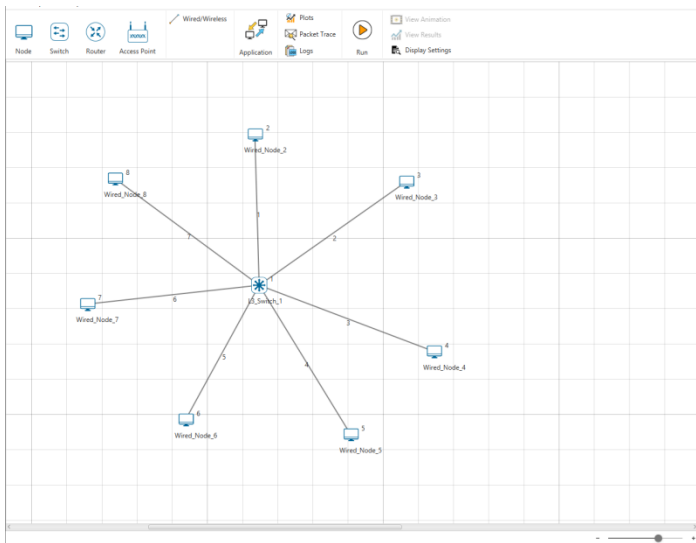 Wired/Wireless
Plots
Packet Trace
Logs
View Animation
View Results
Display Settings
Node Switch Router Access Point Application Run
2
Wired_Node_2
8
Wired_Node_8
3
Wired_Node_3
1
7
2
1
L3_Switch_1
7
Wired_Node_7
6
3
4
Wired_Node_4
5
4
6
Wired_Node_6
5
Wired_Node_5